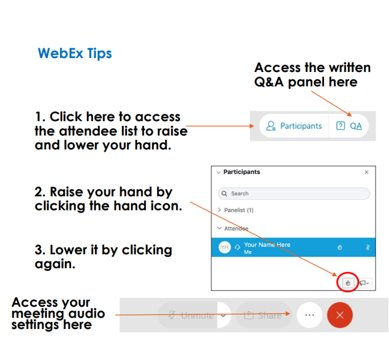 WebEx Tips
Access the written
Q&A panel here
1. Click here to access
the attendee list to raise
and lower your hand.
Participants
? QA
Participants ×
Search
Panelist (1)
Attendee
2. Raise your hand by
clicking the hand icon.
Your Name Here
Me
3. Lower it by clicking
again.
Access your
meeting audio
settings here
Unmute
Share